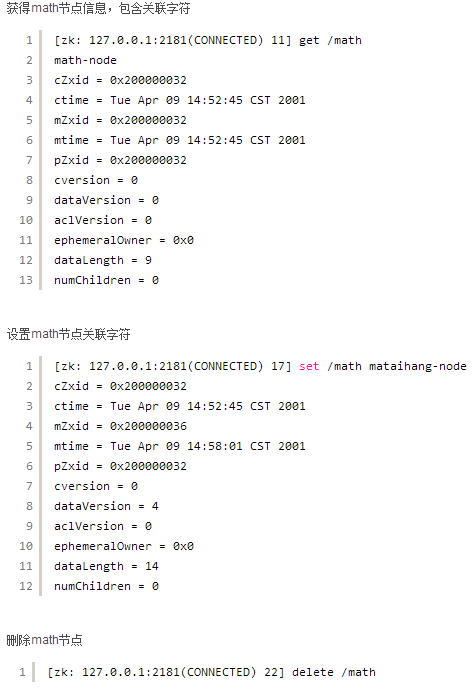 获得math节点信息，包含关联字符
1 [zk: 127.0.0.1:2181(CONNECTED) 11] get /math
2 math-node
3 cZxid = 0x200000032
4 ctime = Tue Apr 09 14:52:45 CST 2001
5 mZxid = 0x200000032
6 mtime = Tue Apr 09 14:52:45 CST 2001
7 pZxid = 0x200000032
8 cversion = 0
9 dataVersion = 0
10 aclVersion = 0
11 ephemeralOwner = 0x0
12 dataLength = 9
13 numChildren = 0
设置math节点关联字符
1 [zk: 127.0.0.1:2181(CONNECTED) 17] set /math mataihang-node
2 cZxid = 0x200000032
3 ctime = Tue Apr 09 14:52:45 CST 2001
4 mZxid = 0x200000036
5 mtime = Tue Apr 09 14:58:01 CST 2001
6 pZxid = 0x200000032
7 cversion = 0
8 dataVersion = 4
9 aclVersion = 0
10 ephemeralOwner = 0x0
11 dataLength = 14
12 numChildren = 0
删除math节点
1 [zk: 127.0.0.1:2181(CONNECTED) 22] delete /math